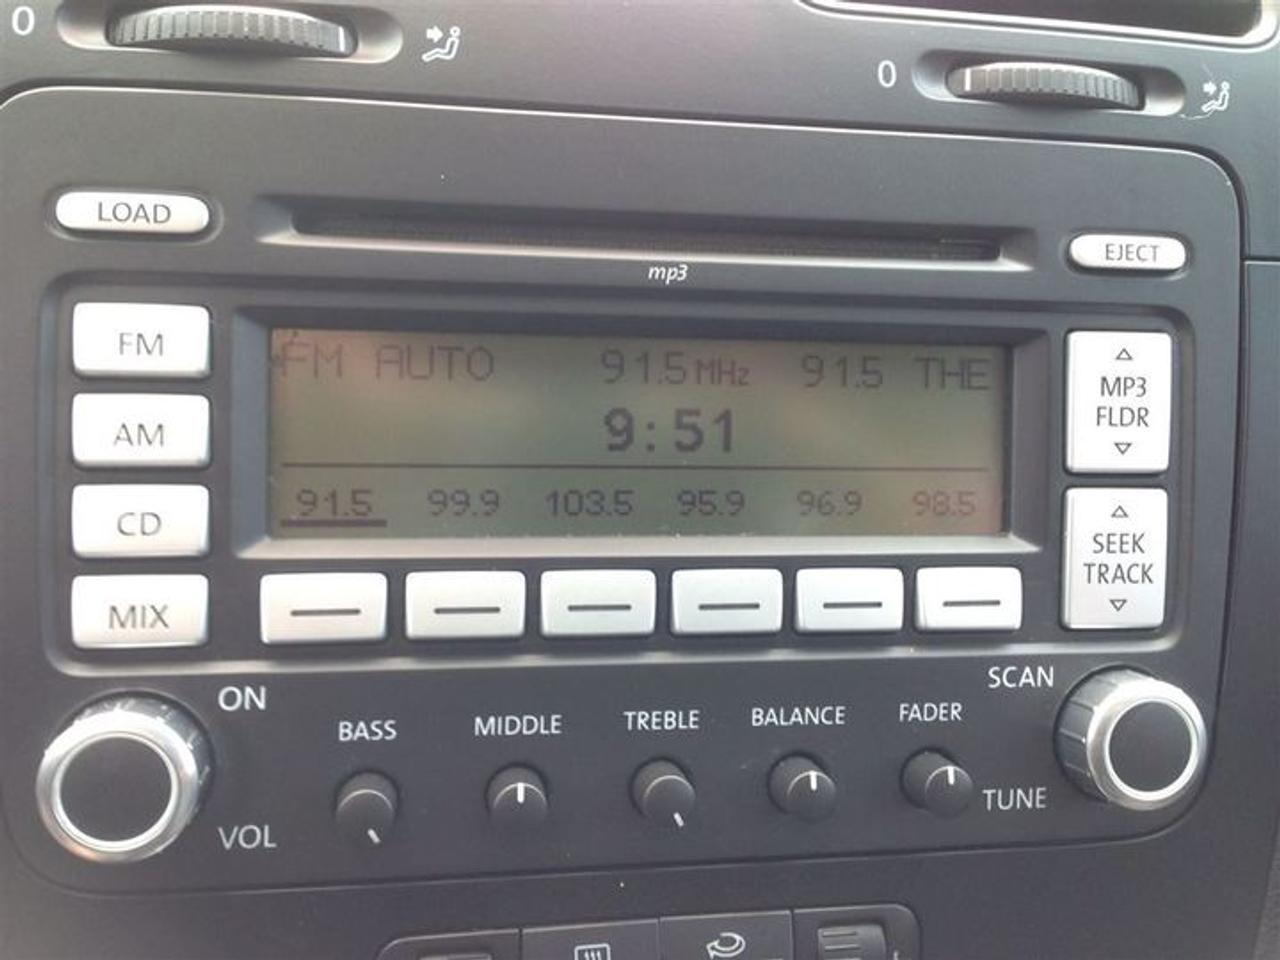 0
0
LOAD
EJECT
mp3
FM
AM
CD
MIX
FM AUTO 91.5 MHz 91.5 THE
9:51
91.5 99.9 103.5 95.9 96.9 98.5
MP3
FLDR
SEEK
TRACK
ON
VOL
BASS
MIDDLE
TREBLE
BALANCE
FADER
SCAN
TUNE